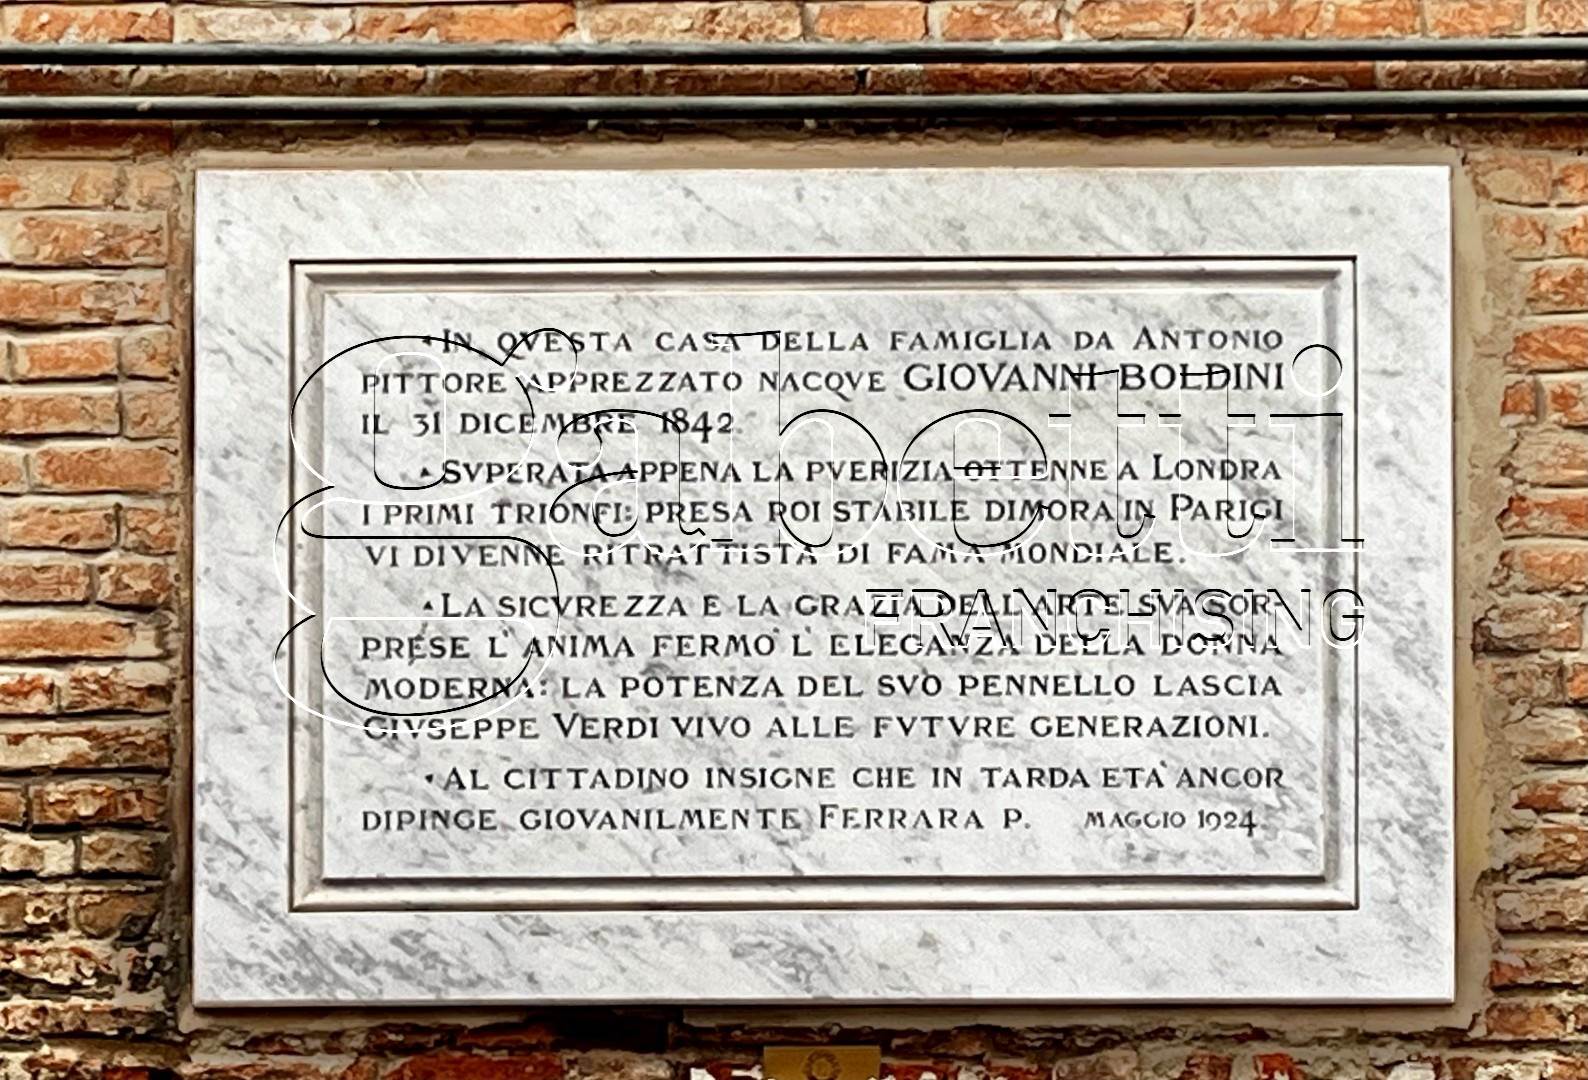 IN QVESTA CASA DELLA FAMIGLIA DA ANTONIO
PITTORE APPREZZATO NACQVE GIOVANNI BOLDINI
IL 31 DICEMBRE 1842.
SVPERATA APPENA LA PVERIZIA OTTENNE A LONDRA
I PRIMI TRIONFI: PRESA POI STABILE DIMORA IN PARIGI
VI DIVENNE RITRATTISTA DI FAMA MONDIALE.
LA SICVREZZA E LA GRAZIA DELL'ARTE SVA SOR-
PRESE L'ANIMA FERMO' L'ELEGANZA DELLA DONNA
MODERNA: LA POTENZA DEL SVO PENNELLO LASCIA
GIVSEPPE VERDI VIVO ALLE FVTVRE GENERAZIONI.
AL CITTADINO INSIGNE CHE IN TARDA ETA' ANCOR
DIPINGE GIOVANILMENTE FERRARA P. MAGGIO 1924.
gabetti
FRANCHISING